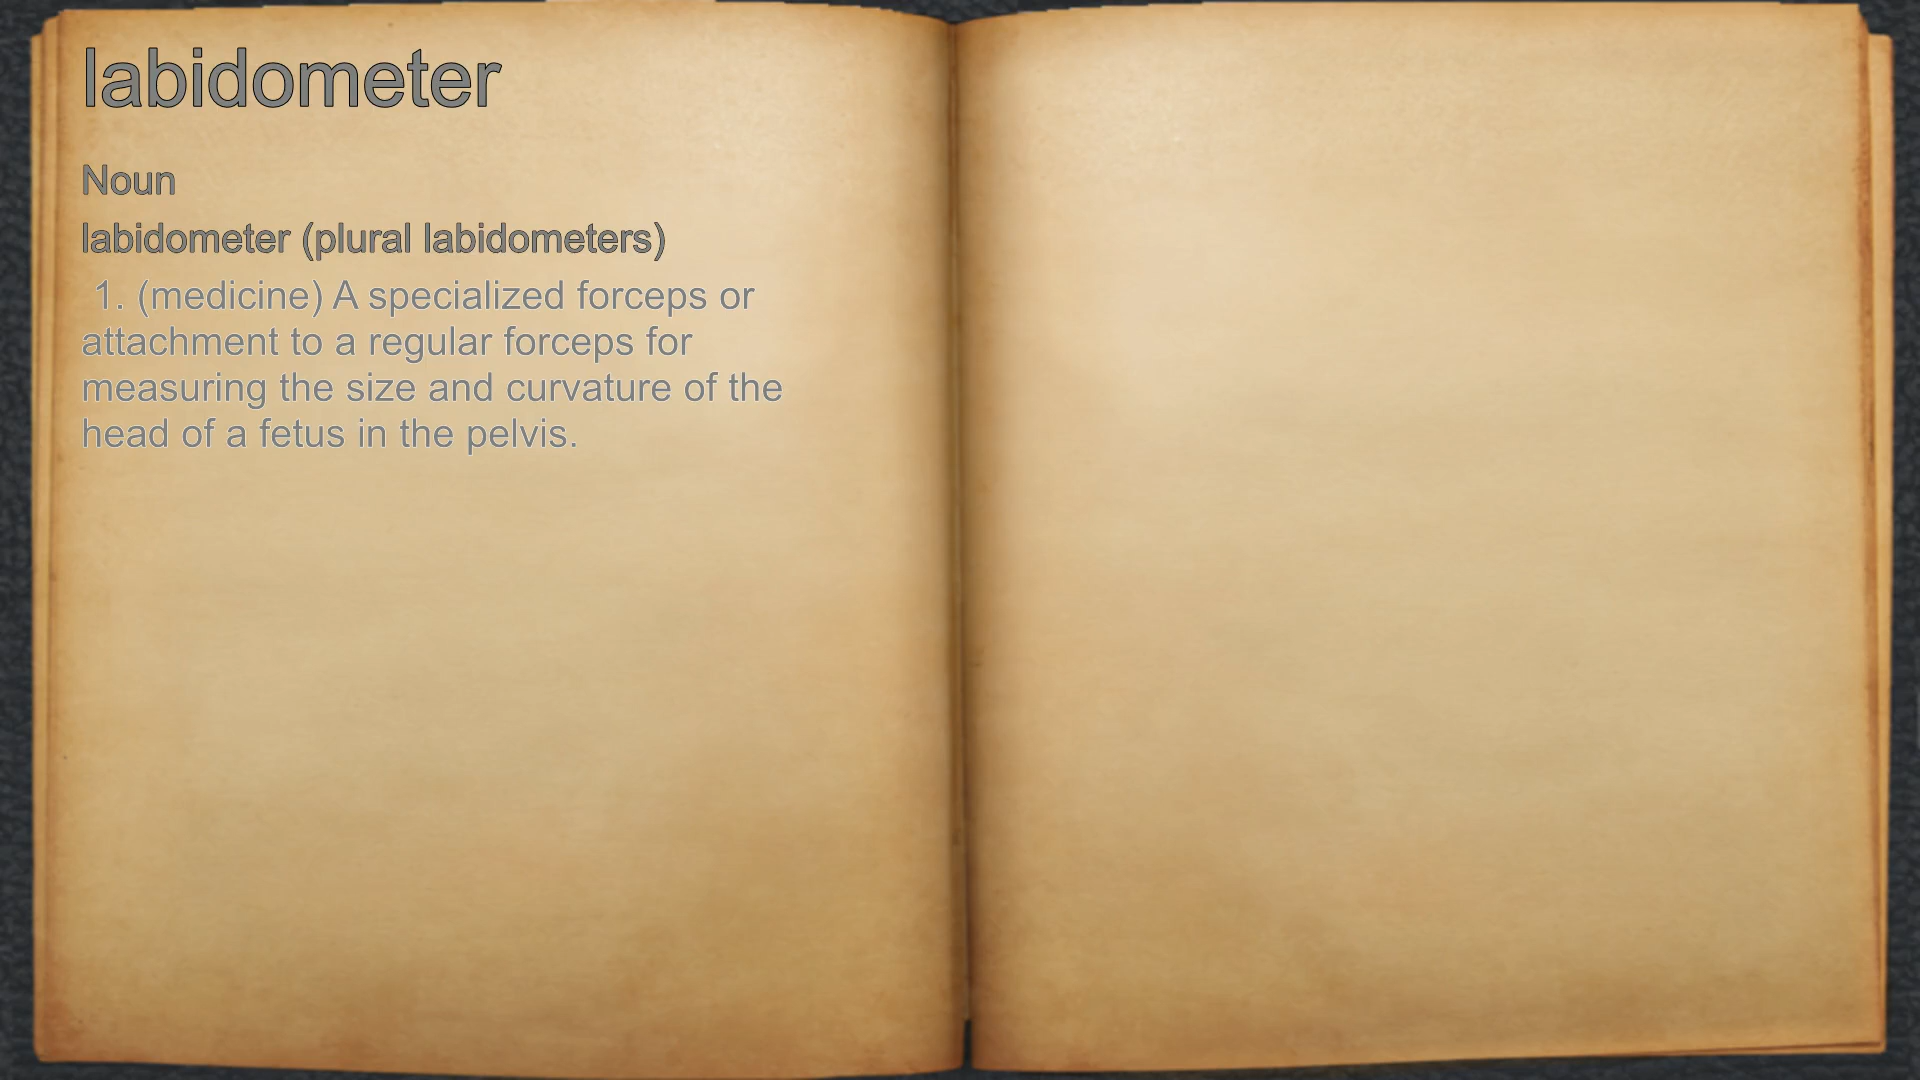 labidometer
Noun
labidometer (plural labidometers)
1. (medicine) A specialized forceps or
attachment to a regular forceps for
measuring the size and curvature of the
head of a fetus in the pelvis.